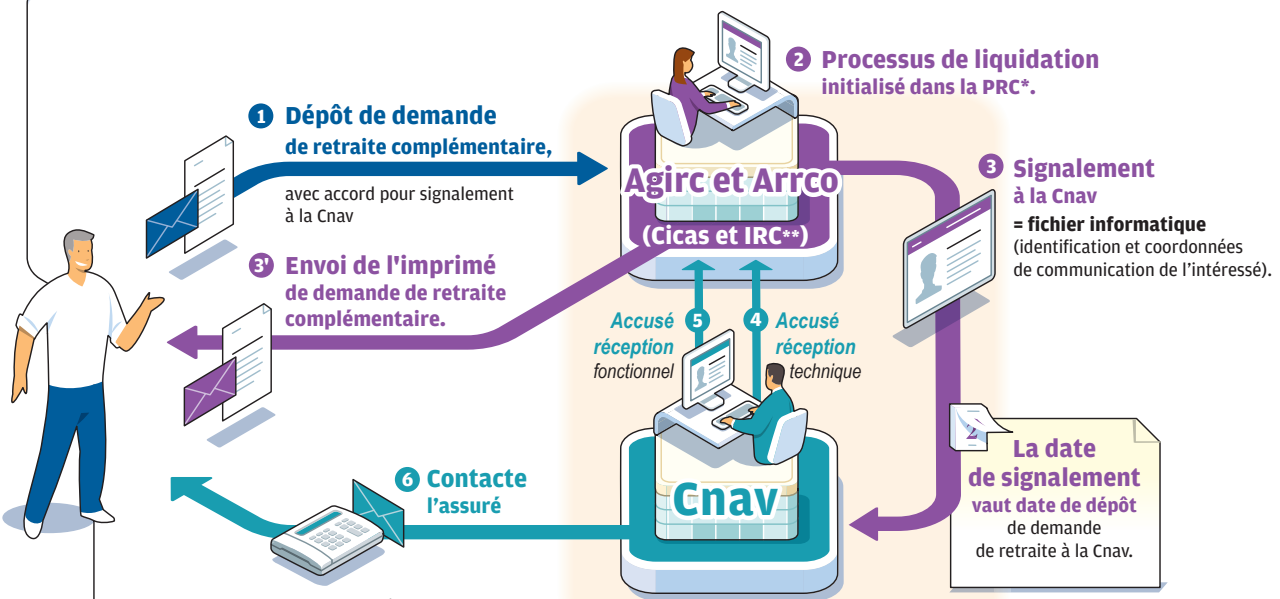 2 Processus de liquidation
initialisé dans la PRC*.
1 Dépôt de demande
de retraite complémentaire,
avec accord pour signalement
à la Cnav
Agirc et Arrco
(Cicas et IRC**)
3 Signalement
à la Cnav
= fichier informatique
(identification et coordonnées
de communication de l'intéressé).
3' Envoi de l'imprimé
de demande de retraite
complémentaire.
Accusé 5
réception
fonctionnel
4 Accusé
réception
technique
2
La date
de signalement
vaut date de dépôt
de demande
de retraite à la Cnav.
6 Contacte
l'assuré
Cnav